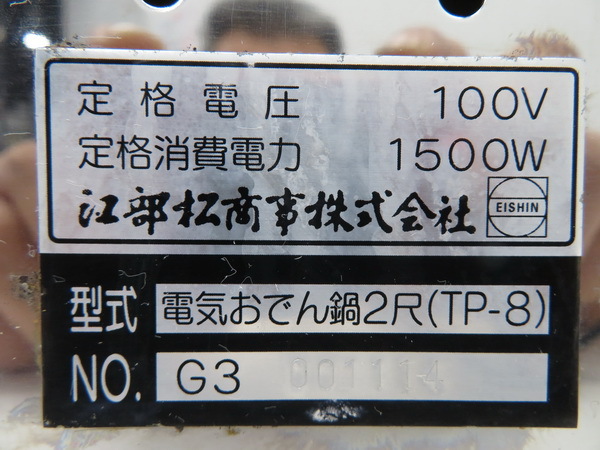 定格電圧 100V
定格消費電力 1500W
江部松商事株式会社 EISHIN
型式 電気おでん鍋2尺(TP-8)
NO. G3 001114